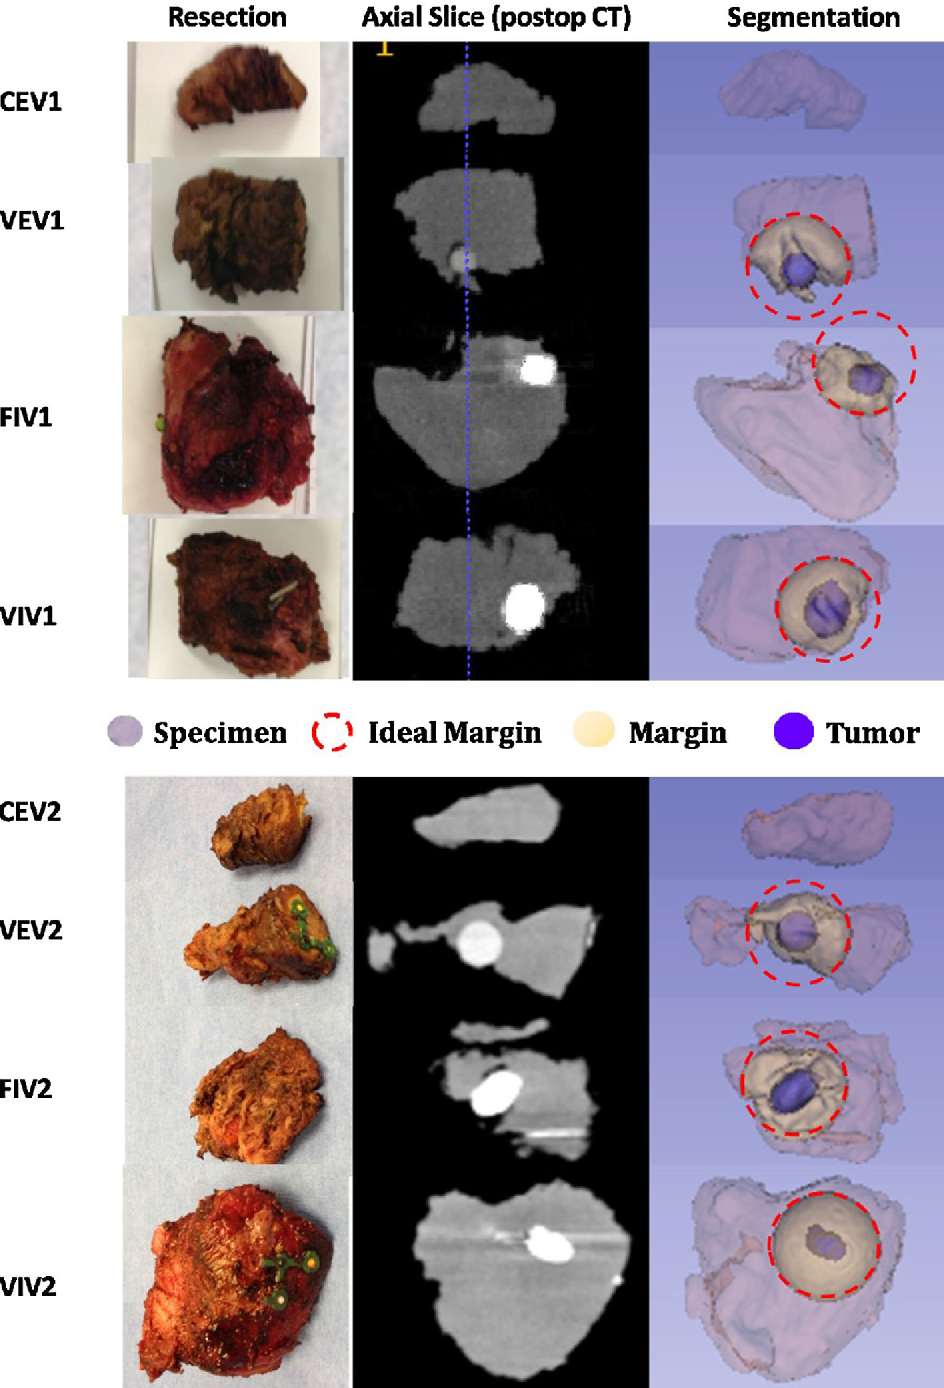 Resection Axial Slice (postop CT) Segmentation
CEV1
VEV1
FIV1
VIV1
Specimen Ideal Margin Margin Tumor
CEV2
VEV2
FIV2
VIV2